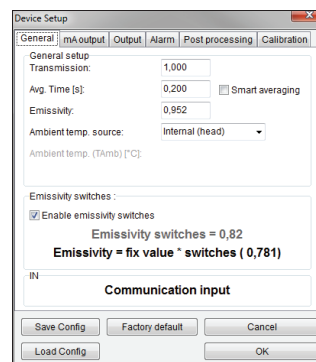 Device Setup
General mA output Output Alarm Post processing Calibration
General setup
Transmission: 1,000
Avg. Time [s]: 0,200 Smart averaging
Emissivity: 0,952
Ambient temp. source: Internal (head)
Ambient temp. (TAmb) [°C]:
Emissivity switches :
Enable emissivity switches
Emissivity switches = 0,82
Emissivity = fix value * switches ( 0,781)
IN
Communication input
Save Config Factory default Cancel
Load Config OK